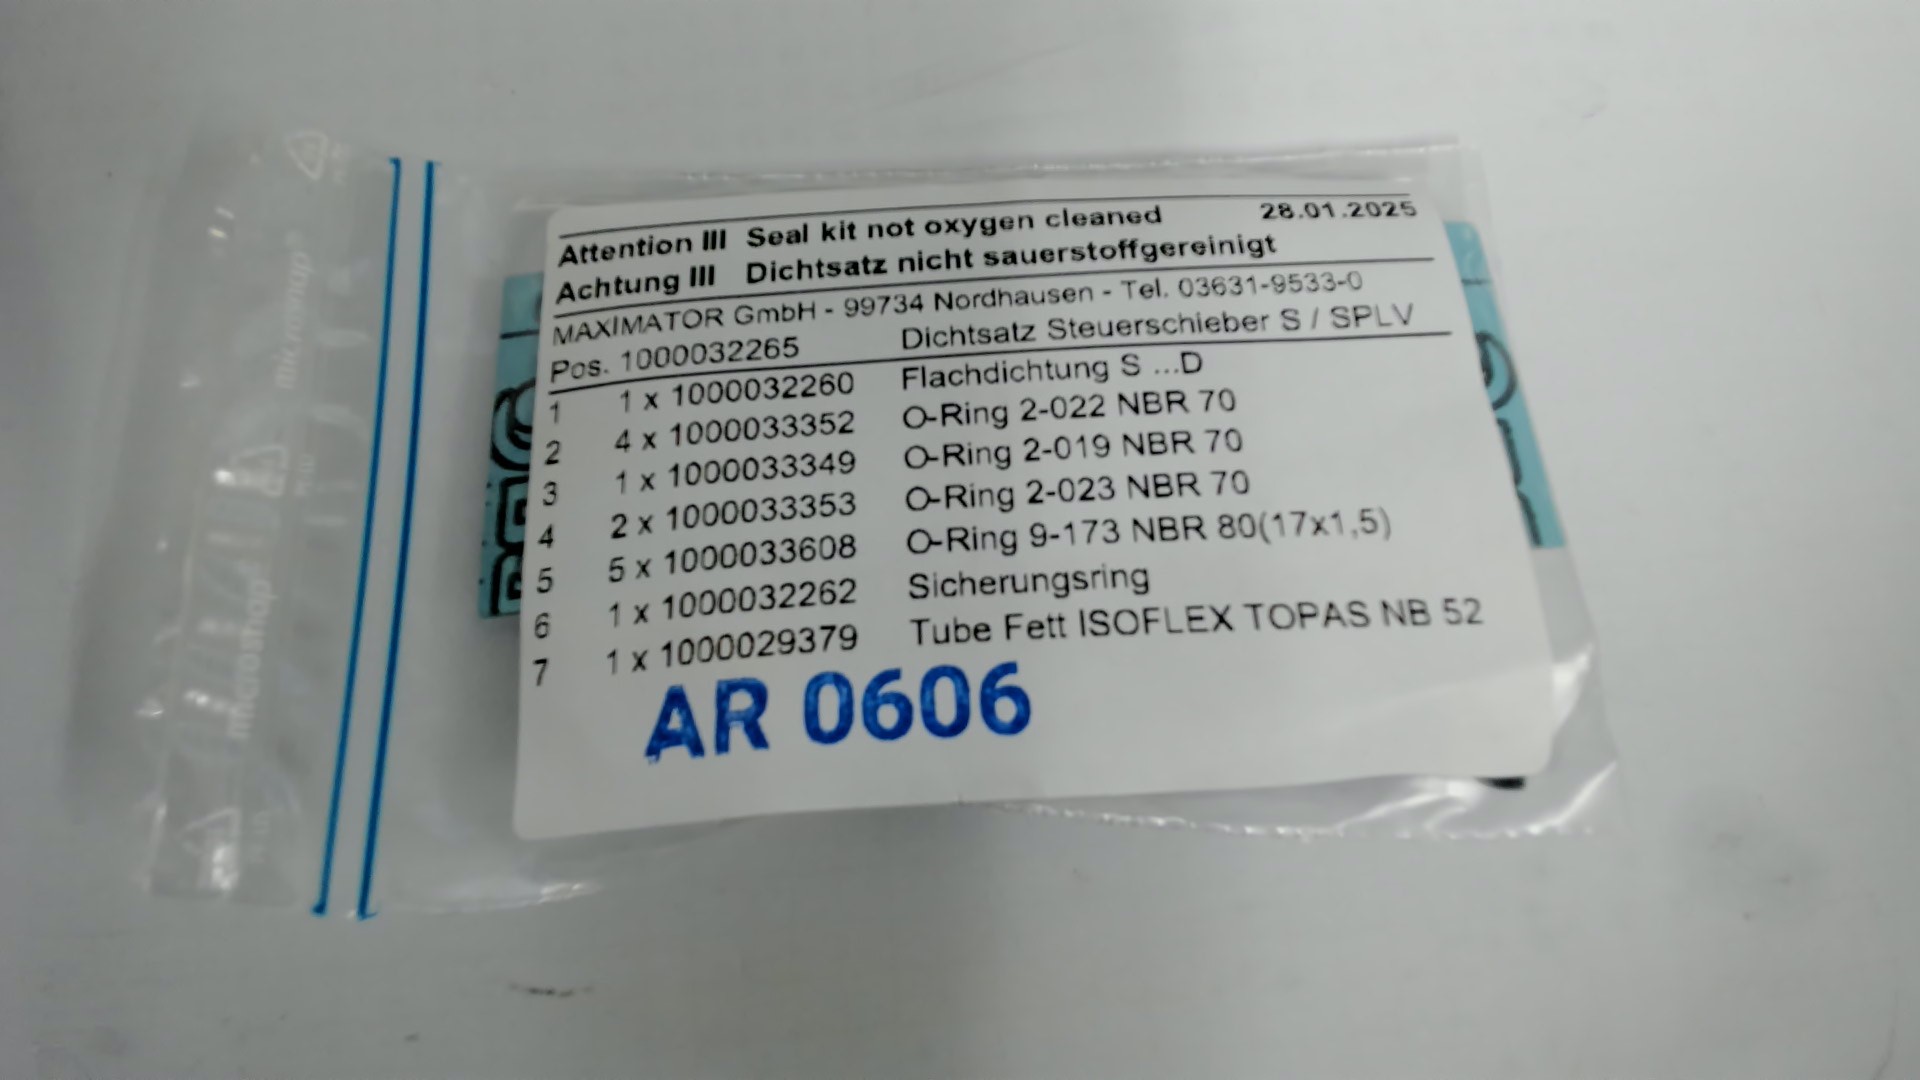 Attention III Seal kit not oxygen cleaned 28.01.2025
Achtung III Dichtsatz nicht sauerstoffgereinigt
MAXIMATOR GmbH - 99734 Nordhausen - Tel. 03631-9533-0
Pos. 1000032265 Dichtsatz Steuerschieber S / SPLV
1 1 x 1000032260 Flachdichtung S ...D
2 4 x 1000033352 O-Ring 2-022 NBR 70
3 1 x 1000033349 O-Ring 2-019 NBR 70
4 2 x 1000033353 O-Ring 2-023 NBR 70
5 5 x 1000033608 O-Ring 9-173 NBR 80(17x1,5)
6 1 x 1000032262 Sicherungsring
7 1 x 1000029379 Tube Fett ISOFLEX TOPAS NB 52
AR 0606
microshop